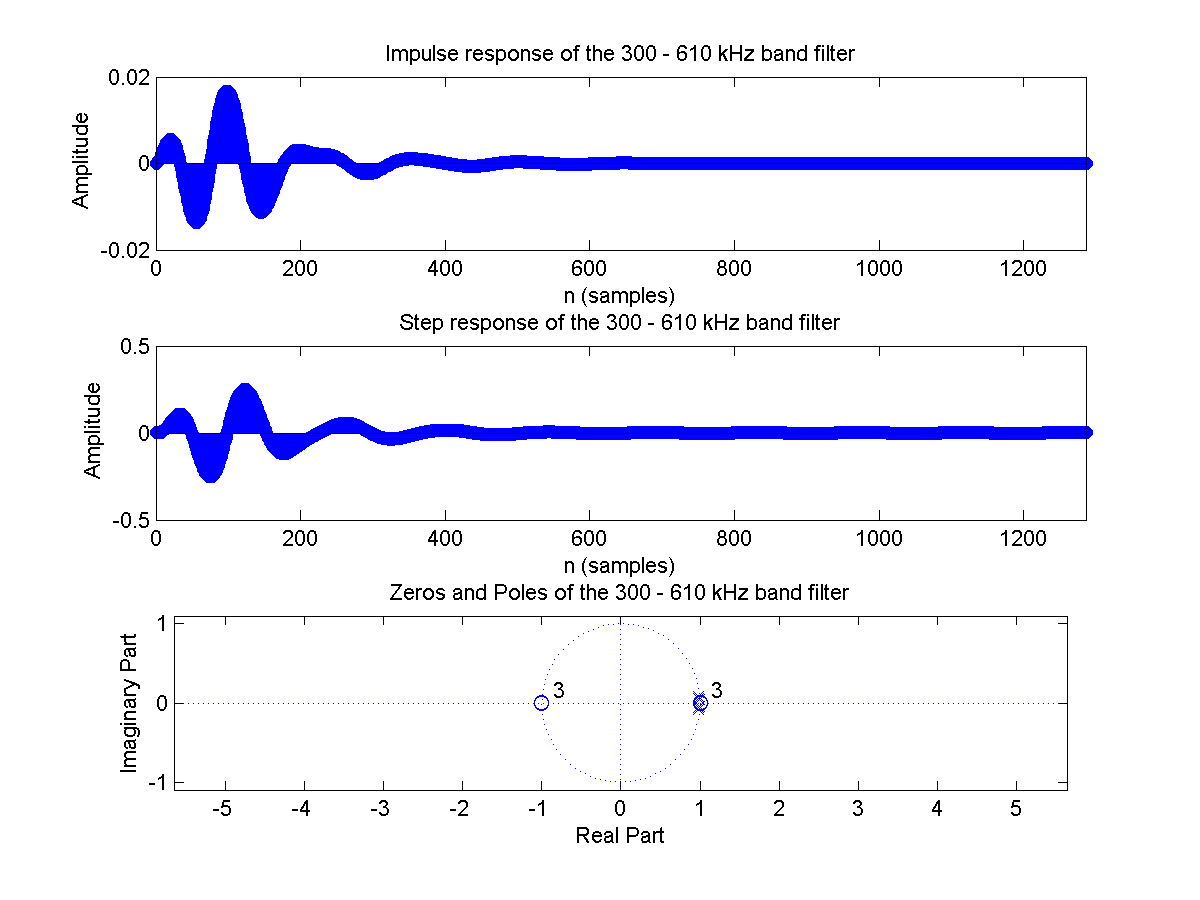 Impulse response of the 300 - 610 kHz band filter
0.02
0
-0.02
Amplitude
0 200 400 600 800 1000 1200
n (samples)
Step response of the 300 - 610 kHz band filter
0.5
0
-0.5
Amplitude
0 200 400 600 800 1000 1200
n (samples)
Zeros and Poles of the 300 - 610 kHz band filter
1
0
-1
Imaginary Part
3 3
-5 -4 -3 -2 -1 0 1 2 3 4 5
Real Part